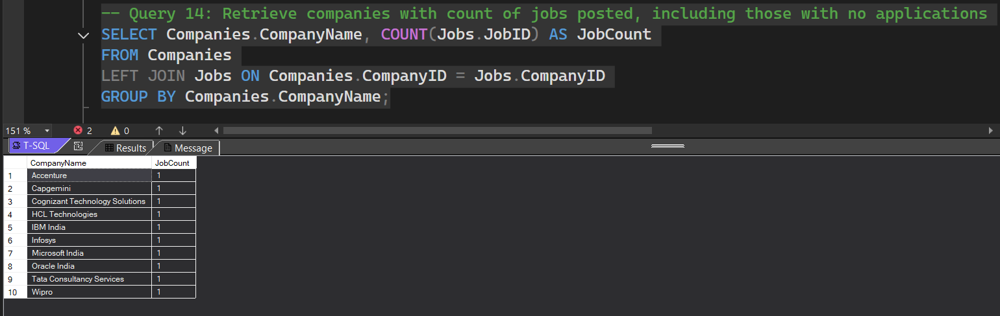 -- Query 14: Retrieve companies with count of jobs posted, including those with no applications
SELECT Companies.CompanyName, COUNT(Jobs.JobID) AS JobCount
FROM Companies
LEFT JOIN Jobs ON Companies.CompanyID = Jobs.CompanyID
GROUP BY Companies.CompanyName;
151 % 2 0
T-SQL Results Message
CompanyName JobCount
1 Accenture 1
2 Capgemini 1
3 Cognizant Technology Solutions 1
4 HCL Technologies 1
5 IBM India 1
6 Infosys 1
7 Microsoft India 1
8 Oracle India 1
9 Tata Consultancy Services 1
10 Wipro 1